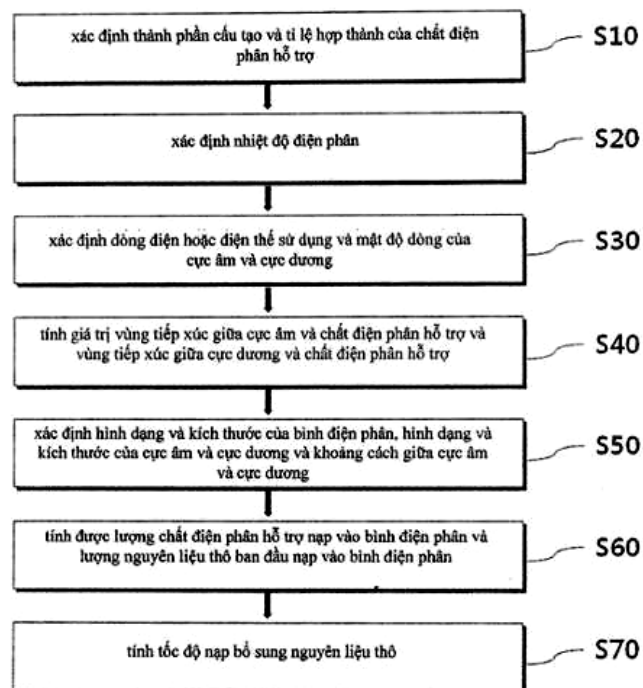 xác định thành phần cấu tạo và tỉ lệ hợp thành của chất điện
phân hỗ trợ
S10
xác định nhiệt độ điện phân
S20
xác định dòng điện hoặc điện thế sử dụng và mật độ dòng của
cực âm và cực dương
S30
tính giá trị vùng tiếp xúc giữa cực âm và chất điện phân hỗ trợ và
vùng tiếp xúc giữa cực dương và chất điện phân hỗ trợ
S40
xác định hình dạng và kích thước của bình điện phân, hình dạng và
kích thước của cực âm và cực dương và khoảng cách giữa cực âm
và cực dương
S50
tính được lượng chất điện phân hỗ trợ nạp vào bình điện phân và
lượng nguyên liệu thô ban đầu nạp vào bình điện phân
S60
tính tốc độ nạp bổ sung nguyên liệu thô
S70